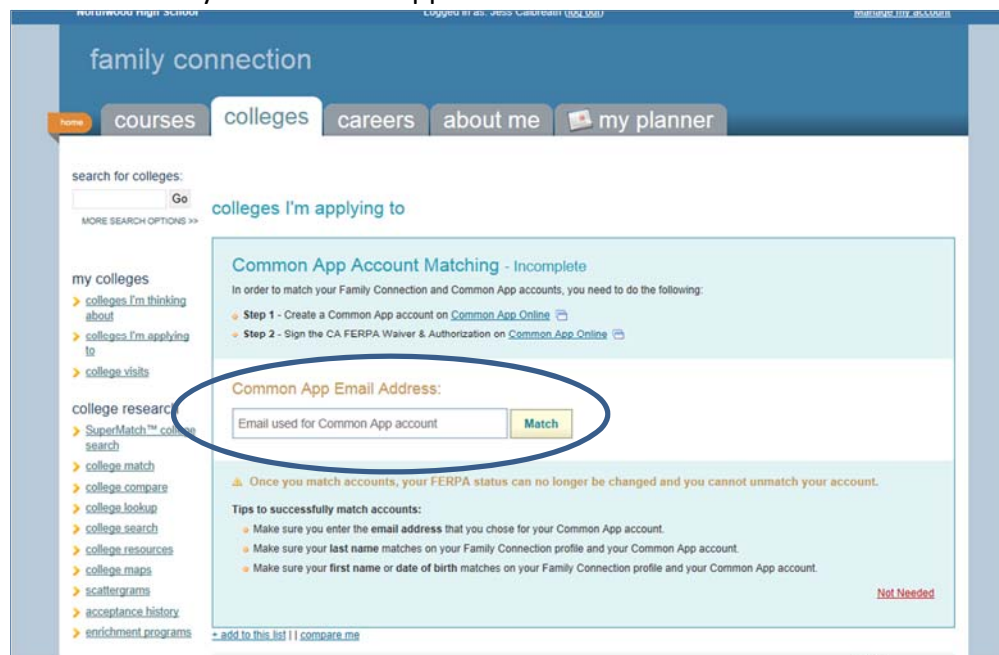 Northwood High School Logged in as: Jess Calbreath (log out) Manage my account
family connection
home courses colleges careers about me my planner
search for colleges:
Go
MORE SEARCH OPTIONS >>
colleges I'm applying to
Common App Account Matching - Incomplete
In order to match your Family Connection and Common App accounts, you need to do the following:
Step 1 - Create a Common App account on Common App Online
Step 2 - Sign the CA FERPA Waiver & Authorization on Common App Online
my colleges
colleges I'm thinking
about
colleges I'm applying
to
college visits
Common App Email Address:
Email used for Common App account Match
college research
SuperMatch™ college
search
college match
college compare
college lookup
college search
college resources
college maps
scattergrams
acceptance history
enrichment programs
Once you match accounts, your FERPA status can no longer be changed and you cannot unmatch your account.
Tips to successfully match accounts:
Make sure you enter the email address that you chose for your Common App account.
Make sure your last name matches on your Family Connection profile and your Common App account.
Make sure your first name or date of birth matches on your Family Connection profile and your Common App account.
Not Needed
+ add to this list | | compare me